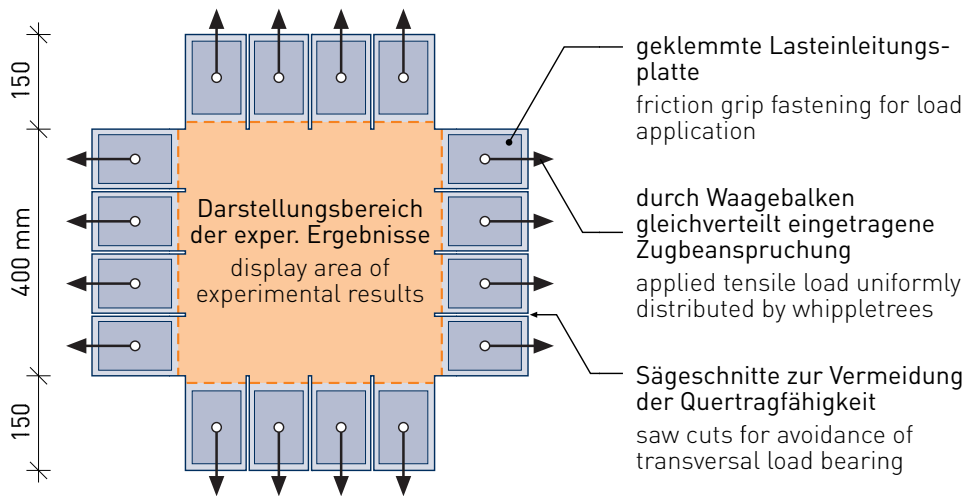 150
400 mm
150
Darstellungsbereich
der exper. Ergebnisse
display area of
experimental results
geklemmte Lasteinleitungs-
platte
friction grip fastening for load
application
durch Waagebalken
gleichverteilt eingetragene
Zugbeanspruchung
applied tensile load uniformly
distributed by whippletrees
Sägeschnitte zur Vermeidung
der Quertragfähigkeit
saw cuts for avoidance of
transversal load bearing